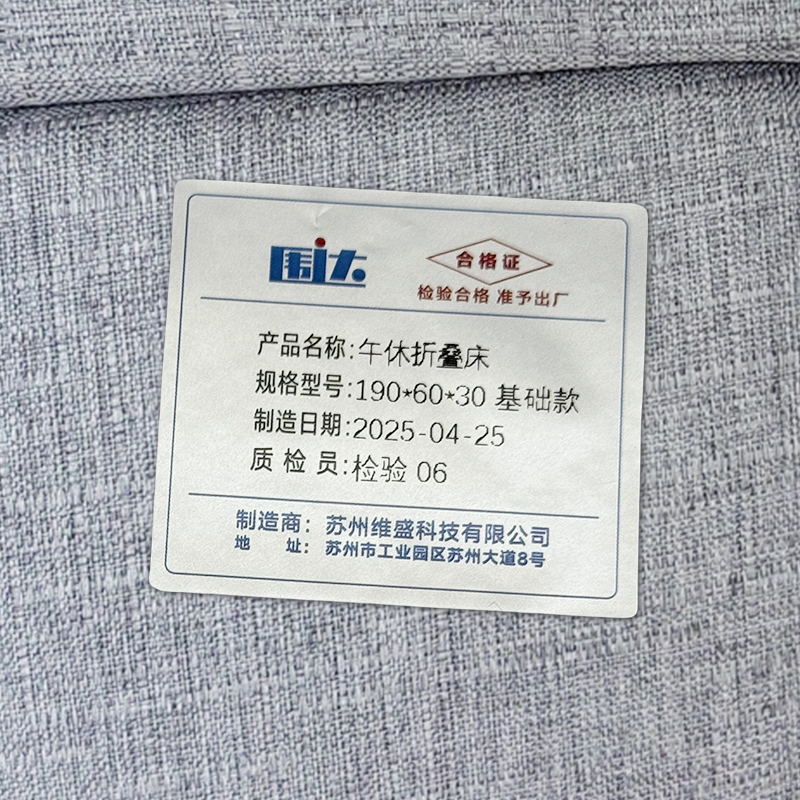 围达
合格证
检验合格 准予出厂
产品名称:午休折叠床
规格型号:190*60*30 基础款
制造日期:2025-04-25
质 检 员:检验 06
制造商: 苏州维盛科技有限公司
地 址: 苏州市工业园区苏州大道8号